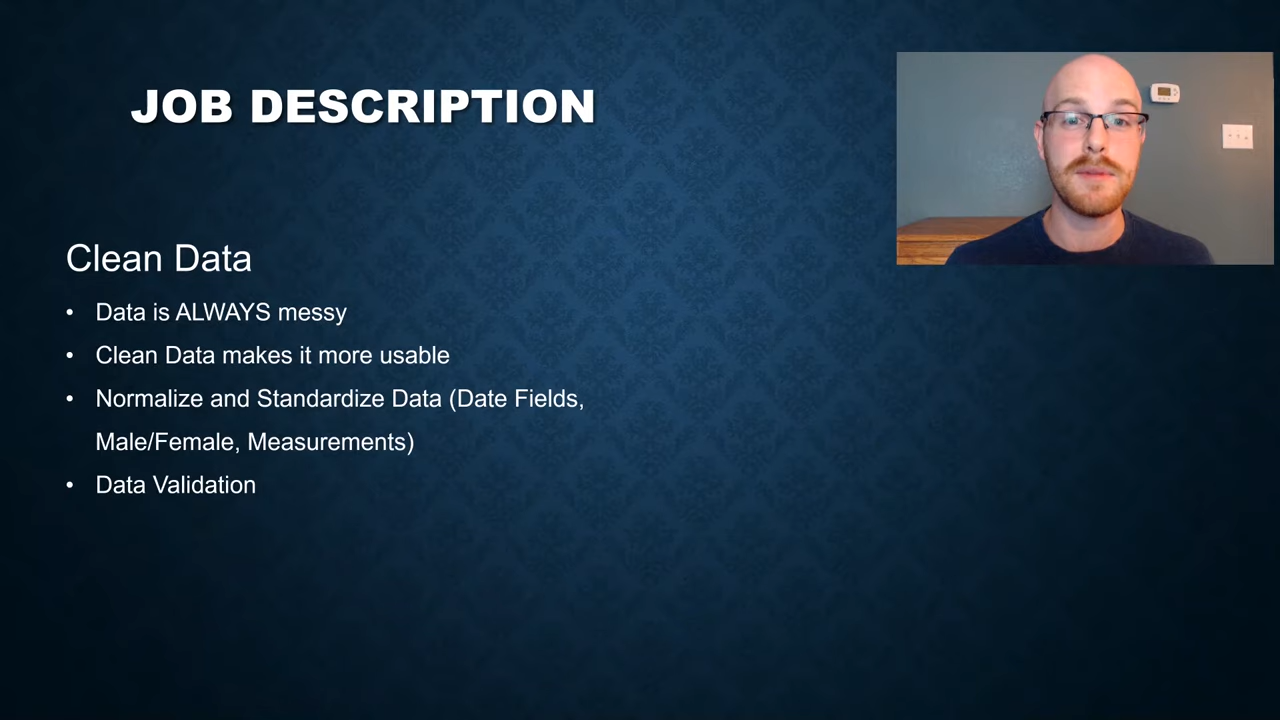 JOB DESCRIPTION
Clean Data
• Data is ALWAYS messy
• Clean Data makes it more usable
• Normalize and Standardize Data (Date Fields,
Male/Female, Measurements)
• Data Validation